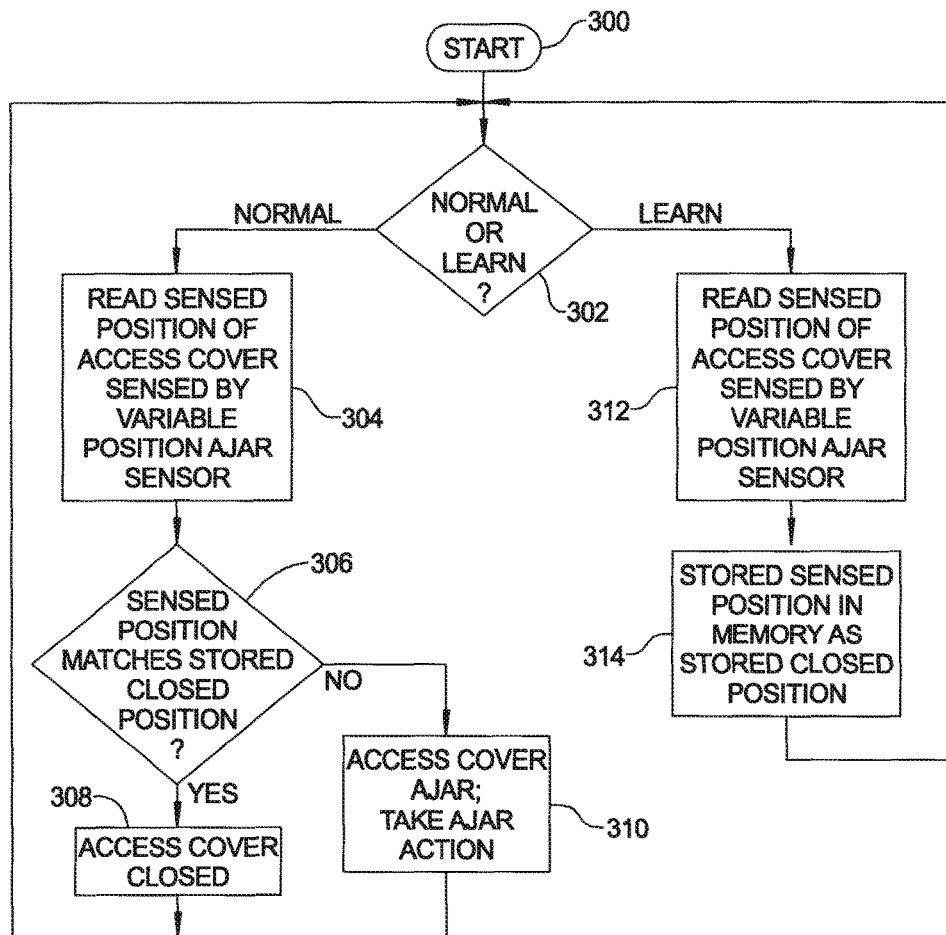 300
START
NORMAL
NORMAL
OR
LEARN
?
LEARN
302
READ SENSED
POSITION OF
ACCESS COVER
SENSED BY
VARIABLE
POSITION AJAR
SENSOR
304
READ SENSED
POSITION OF
ACCESS COVER
SENSED BY
VARIABLE
POSITION AJAR
SENSOR
312
306
SENSED
POSITION
MATCHES STORED
CLOSED
POSITION
?
NO
YES
STORED SENSED
POSITION IN
MEMORY AS
STORED CLOSED
POSITION
314
308
ACCESS COVER
CLOSED
ACCESS COVER
AJAR;
TAKE AJAR
ACTION
310